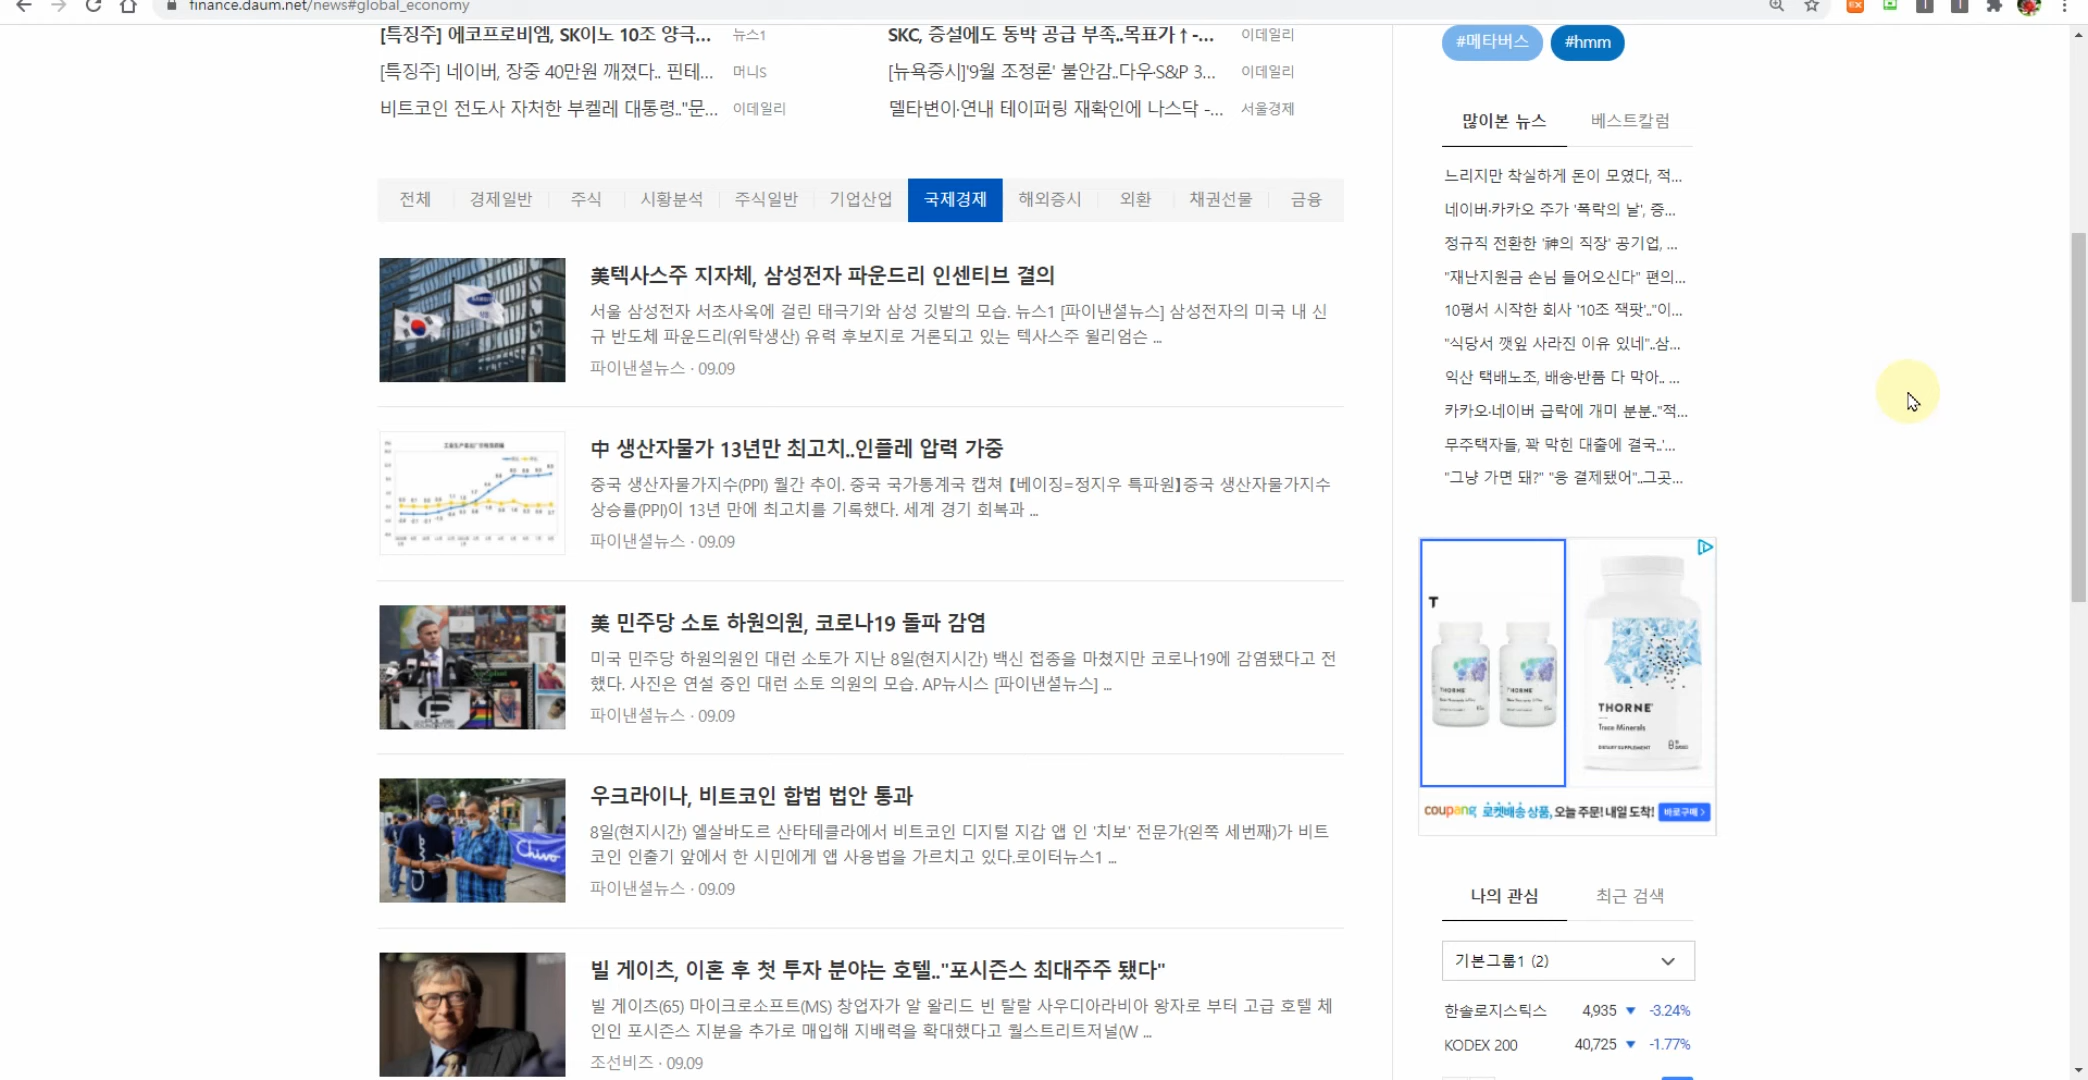 finance.daum.net/news#global_economy
[특징주] 에코프로비엠, SK이노 10조 양극... 뉴스1
SKC, 증설에도 동박 공급 부족..목표가↑-... 이데일리
[특징주] 네이버, 장중 40만원 깨졌다.. 핀테... 머니S
[뉴욕증시]'9월 조정론' 불안감..다우·S&P 3... 이데일리
비트코인 전도사 자처한 부켈레 대통령.."문... 이데일리
델타변이·연내 테이퍼링 재확인에 나스닥 -... 서울경제
전체 경제일반 주식 시황분석 주식일반 기업산업 국제경제 해외증시 외환 채권선물 금융
美텍사스주 지자체, 삼성전자 파운드리 인센티브 결의
서울 삼성전자 서초사옥에 걸린 태극기와 삼성 깃발의 모습. 뉴스1 [파이낸셜뉴스] 삼성전자의 미국 내 신
규 반도체 파운드리(위탁생산) 유력 후보지로 거론되고 있는 텍사스주 윌리엄슨 ...
파이낸셜뉴스 · 09.09
中 생산자물가 13년만 최고치..인플레 압력 가중
중국 생산자물가지수(PPI) 월간 추이. 중국 국가통계국 캡쳐 【베이징=정지우 특파원】중국 생산자물가지수
상승률(PPI)이 13년 만에 최고치를 기록했다. 세계 경기 회복과 ...
파이낸셜뉴스 · 09.09
美 민주당 소토 하원의원, 코로나19 돌파 감염
미국 민주당 하원의원인 대런 소토가 지난 8일(현지시간) 백신 접종을 마쳤지만 코로나19에 감염됐다고 전
했다. 사진은 연설 중인 대런 소토 의원의 모습. AP뉴시스 [파이낸셜뉴스] ...
파이낸셜뉴스 · 09.09
Chivo
우크라이나, 비트코인 합법 법안 통과
8일(현지시간) 엘살바도르 산타테클라에서 비트코인 디지털 지갑 앱 인 '치보' 전문가(왼쪽 세번째)가 비트
코인 인출기 앞에서 한 시민에게 앱 사용법을 가르치고 있다.로이터뉴스1 ...
파이낸셜뉴스 · 09.09
빌 게이츠, 이혼 후 첫 투자 분야는 호텔.."포시즌스 최대주주 됐다"
빌 게이츠(65) 마이크로소프트(MS) 창업자가 알 왈리드 빈 탈랄 사우디아라비아 왕자로 부터 고급 호텔 체
인인 포시즌스 지분을 추가로 매입해 지배력을 확대했다고 월스트리트저널(W ...
조선비즈 · 09.09
#메타버스 #hmm
많이본 뉴스 베스트칼럼
느리지만 착실하게 돈이 모였다, 적...
네이버·카카오 주가 '폭락의 날', 증...
정규직 전환한 '神의 직장' 공기업, ...
"재난지원금 손님 들어오신다" 편의...
10평서 시작한 회사 '10조 잭팟'.."이...
"식당서 깻잎 사라진 이유 있네"..삼...
익산 택배노조, 배송·반품 다 막아.. ...
카카오·네이버 급락에 개미 분분.."적...
무주택자들, 꽉 막힌 대출에 결국..'...
"그냥 가면 돼?" "응 결제됐어"..그곳...
T
THORNE
THORNE
THORNE
Trace Minerals
DIETARY SUPPLEMENT
coupang 로켓배송 상품, 오늘 주문! 내일 도착! 바로구매 >
나의 관심 최근 검색
기본그룹1 (2)
한솔로지스틱스 4,935 ▼ -3.24%
KODEX 200 40,725 ▼ -1.77%